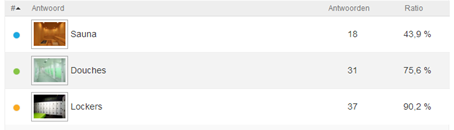 # Antwoord Antwoorden Ratio
Sauna 18 43,9 %
Douches 31 75,6 %
Lockers 37 90,2 %